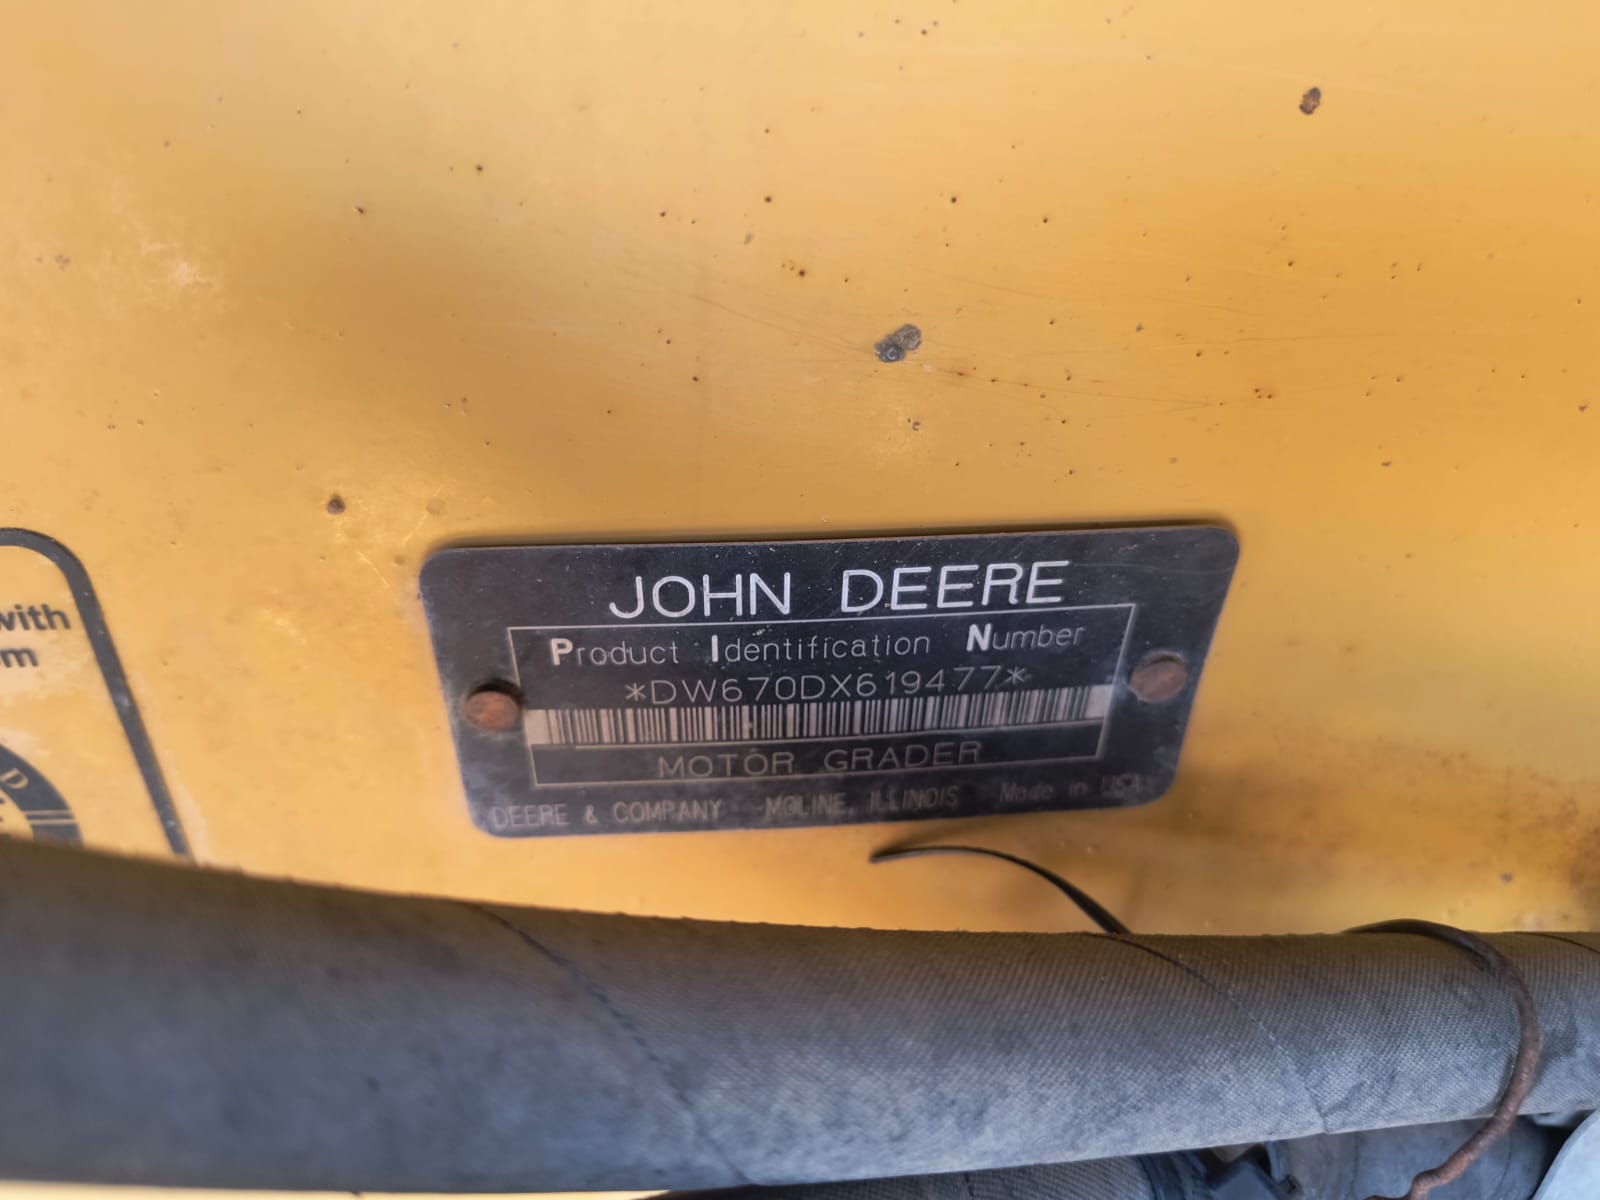 with
m
D
JOHN DEERE
Product Identification Number
*DW670DX619477*
MOTOR GRADER
DEERE & COMPANY MOLINE, ILLINOIS Made in USA